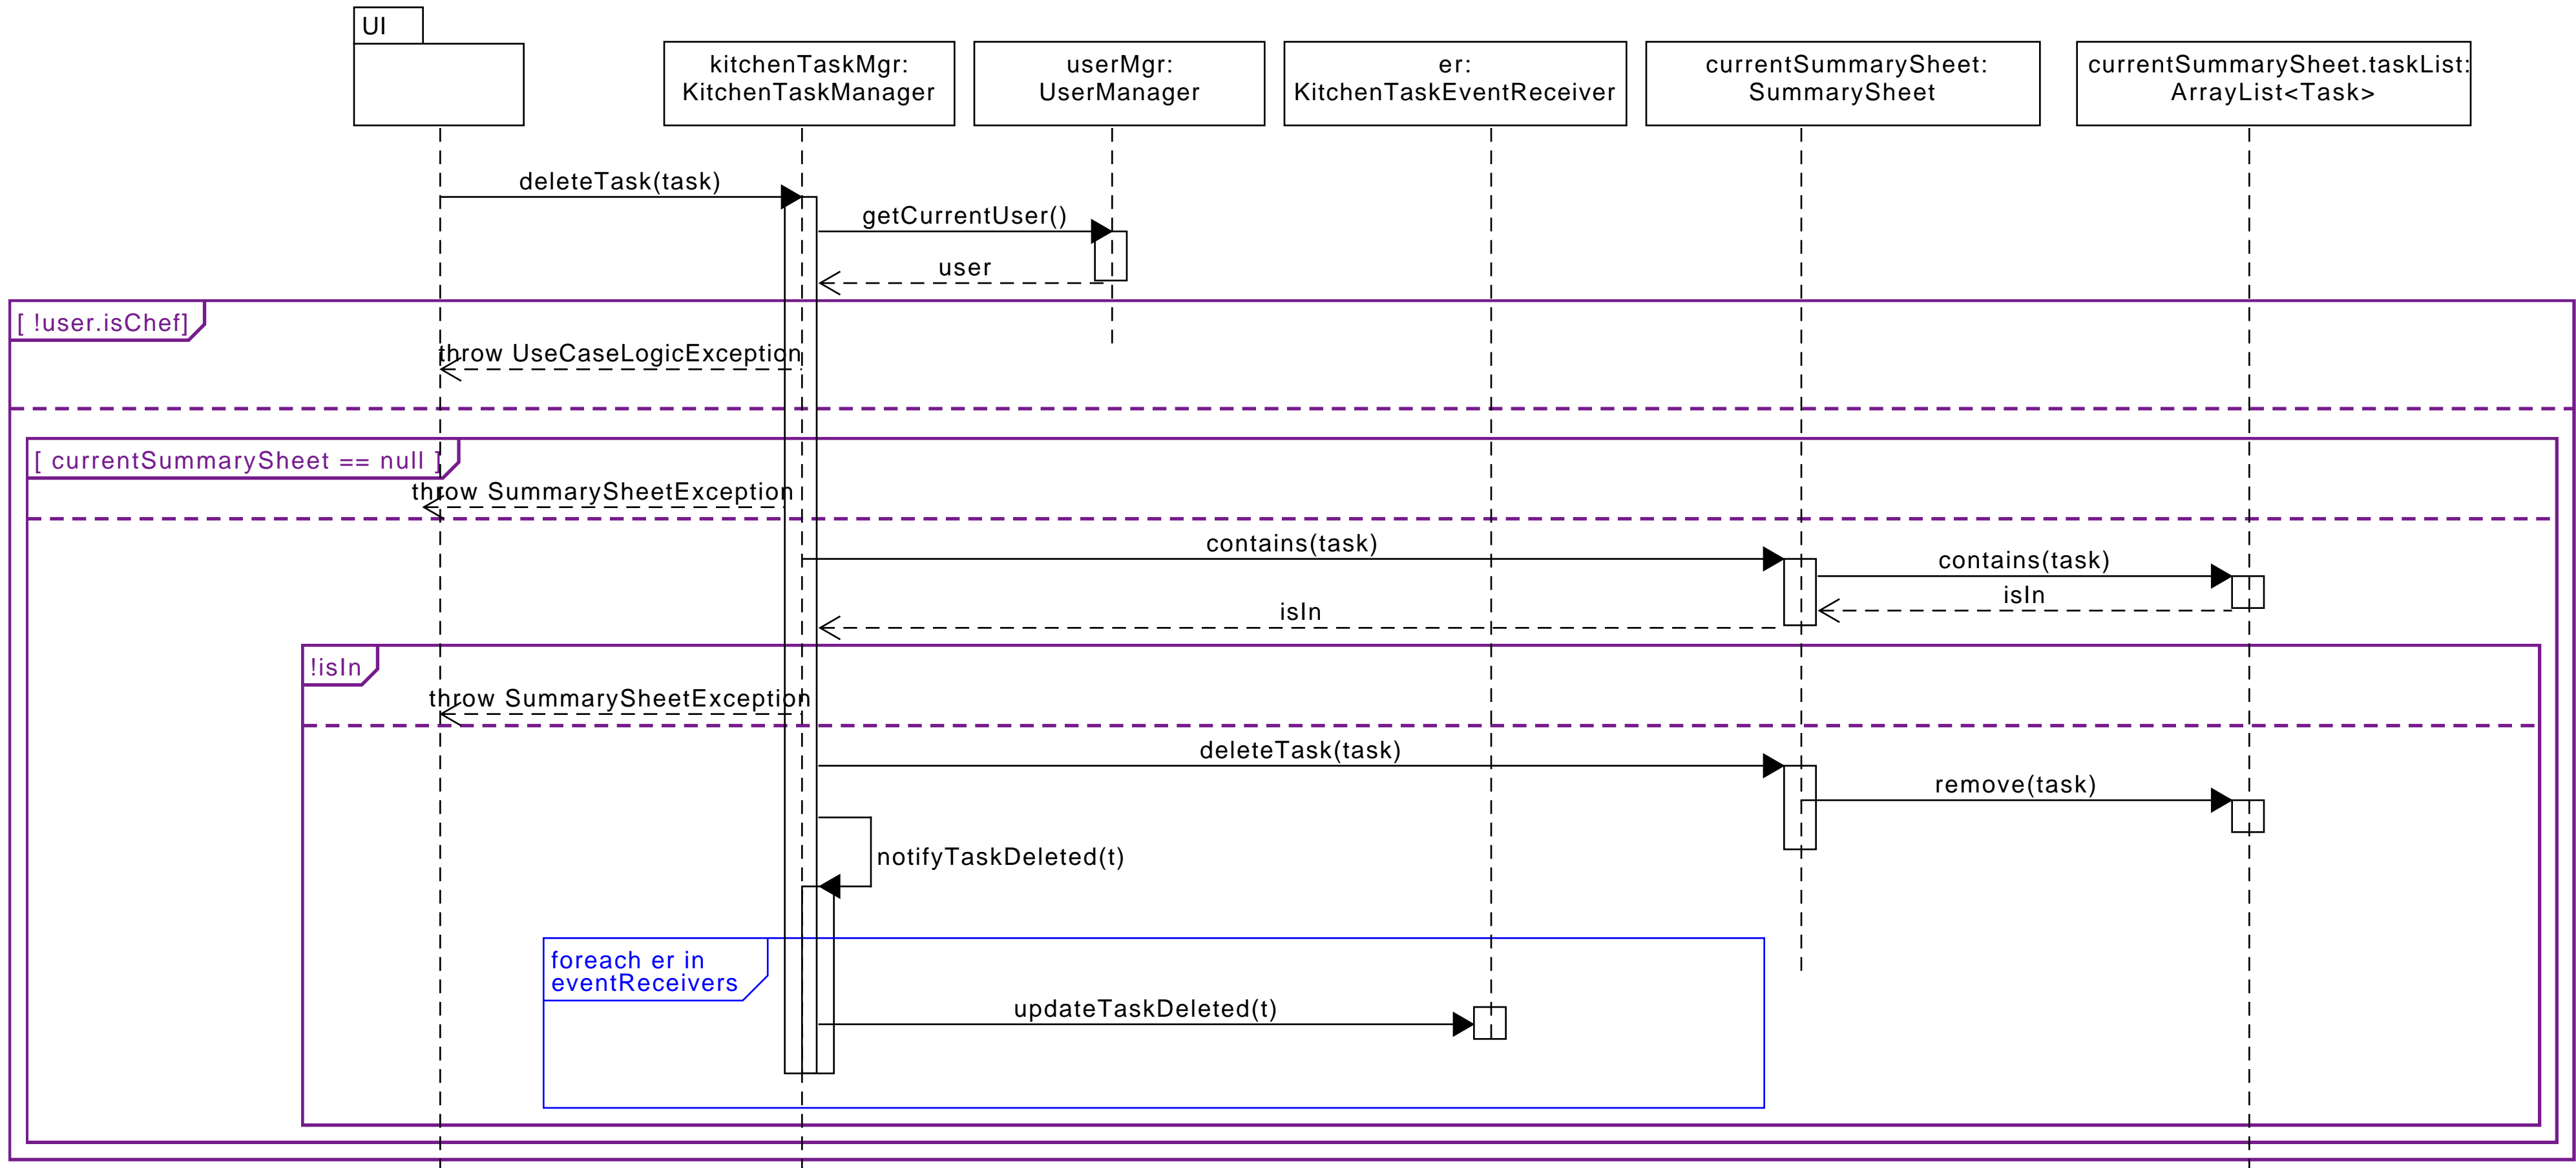 UI
kitchenTaskMgr:
KitchenTaskManager
userMgr:
UserManager
er:
KitchenTaskEventReceiver
currentSummarySheet:
SummarySheet
currentSummarySheet.taskList:
ArrayList<Task>
deleteTask(task)
getCurrentUser()
user
[ !user.isChef]
throw UseCaseLogicException
[ currentSummarySheet == null ]
throw SummarySheetException
contains(task)
contains(task)
isIn
isIn
!isIn
throw SummarySheetException
deleteTask(task)
remove(task)
notifyTaskDeleted(t)
foreach er in
eventReceivers
updateTaskDeleted(t)